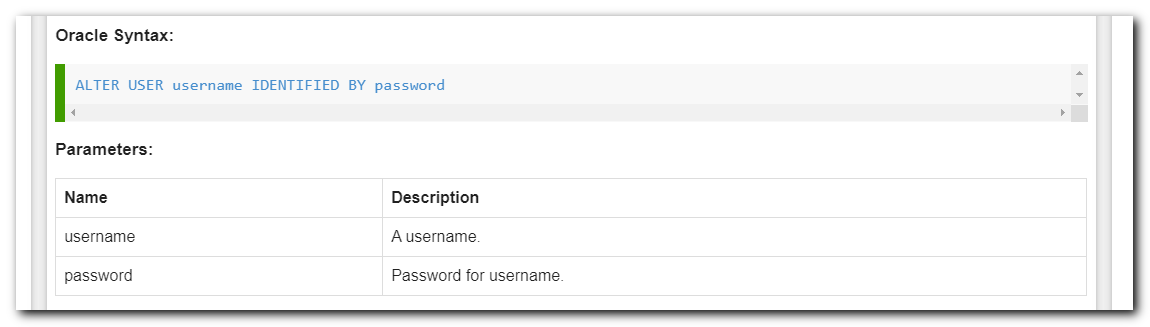 Oracle Syntax:
ALTER USER username IDENTIFIED BY password
Parameters:
Name Description
username A username.
password Password for username.